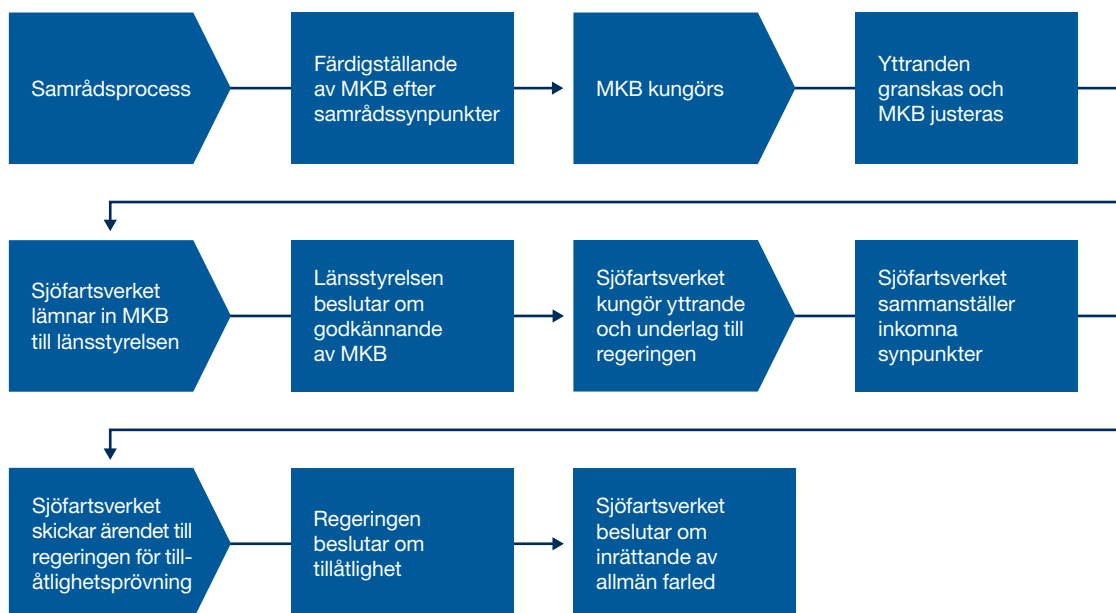 Samrådsprocess
Färdigställande
av MKB efter
samrådssynpunkter
MKB kungörs
Yttranden
granskas och
MKB justeras
Sjöfartsverket
lämnar in MKB
till länsstyrelsen
Länsstyrelsen
beslutar om
godkännande
av MKB
Sjöfartsverket
kungör yttrande
och underlag till
regeringen
Sjöfartsverket
sammanställer
inkomna
synpunkter
Sjöfartsverket
skickar ärendet till
regeringen för till-
åtlighetsprövning
Regeringen
beslutar om
tillåtlighet
Sjöfartsverket
beslutar om
inrättande av
allmän farled